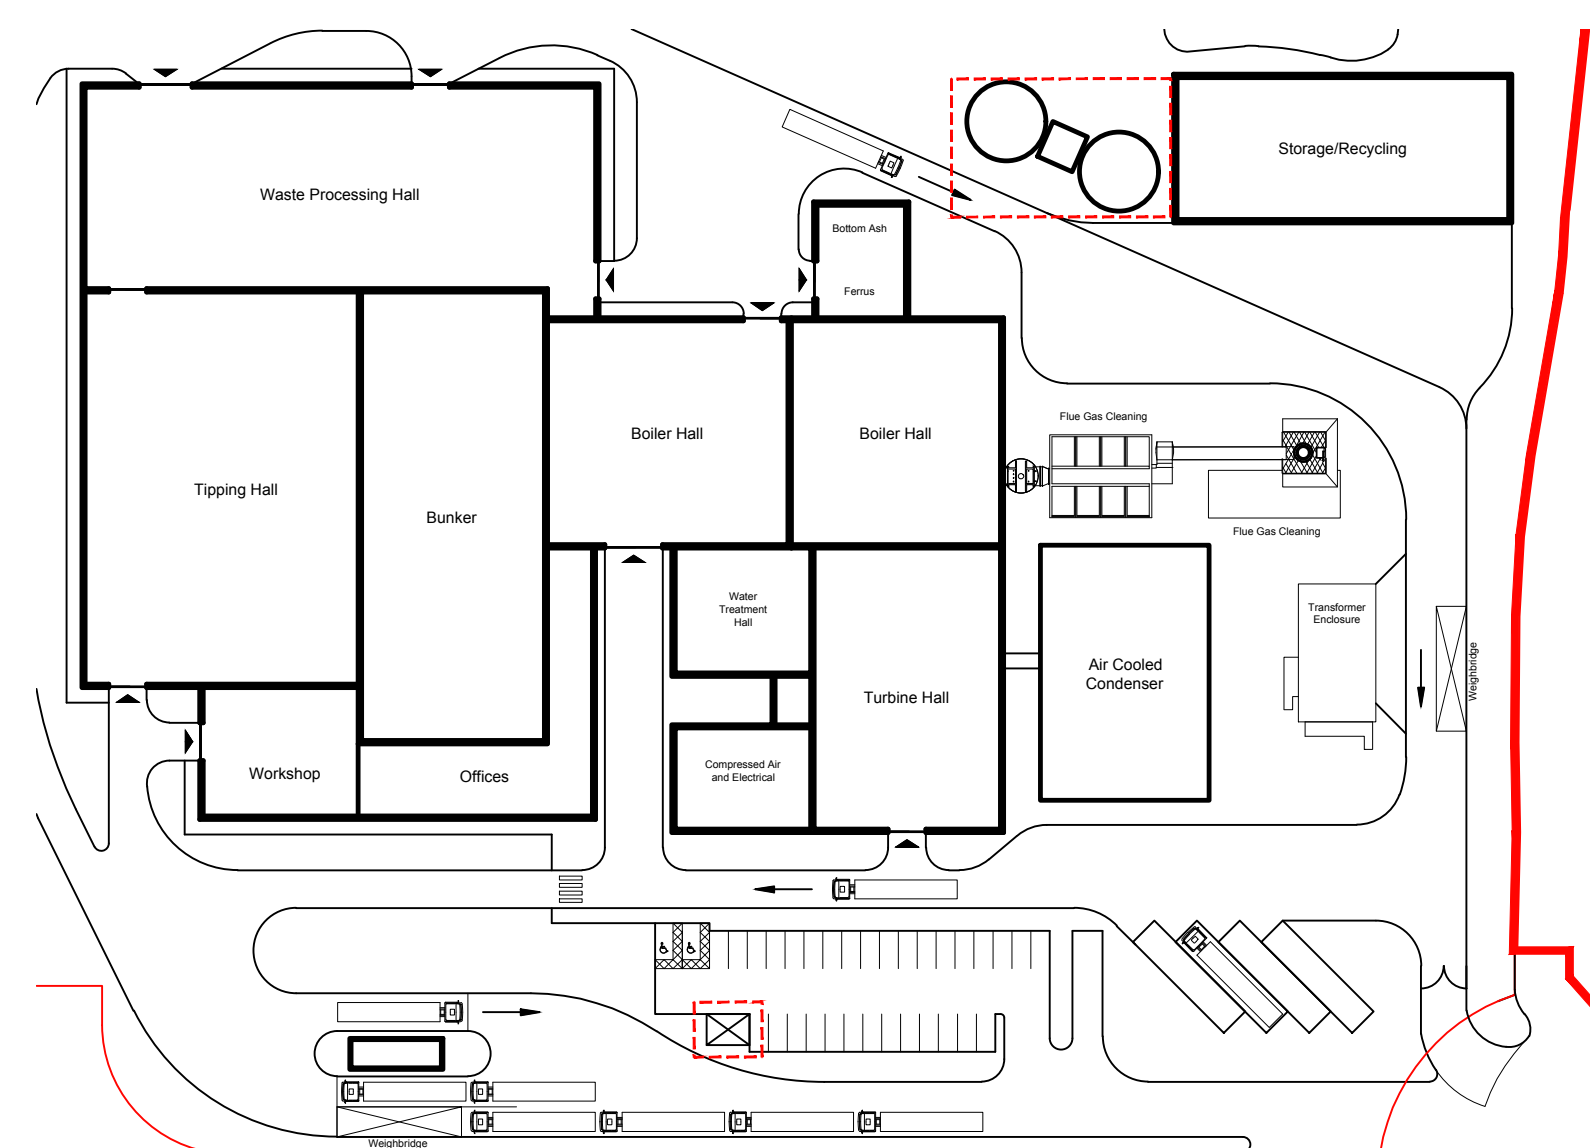 Storage/Recycling
Waste Processing Hall
Bottom Ash
Ferrus
Flue Gas Cleaning
Boiler Hall
Boiler Hall
Tipping Hall
Bunker
Flue Gas Cleaning
Water
Treatment
Hall
Transformer
Enclosure
Air Cooled
Condenser
Weighbridge
Turbine Hall
Compressed Air
and Electrical
Workshop
Offices
Weighbridge